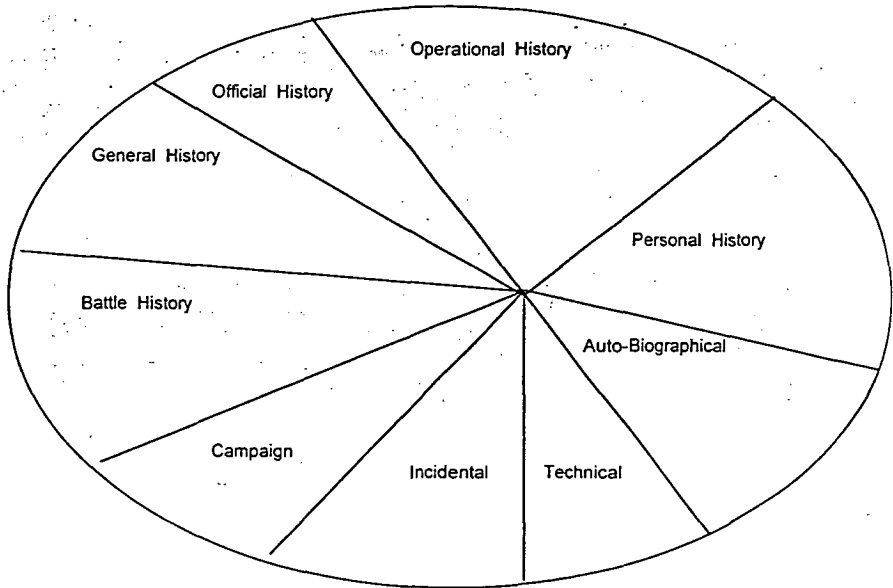 Operational History
Official History
General History
Personal History
Battle History
Auto-Biographical
Campaign
Incidental
Technical